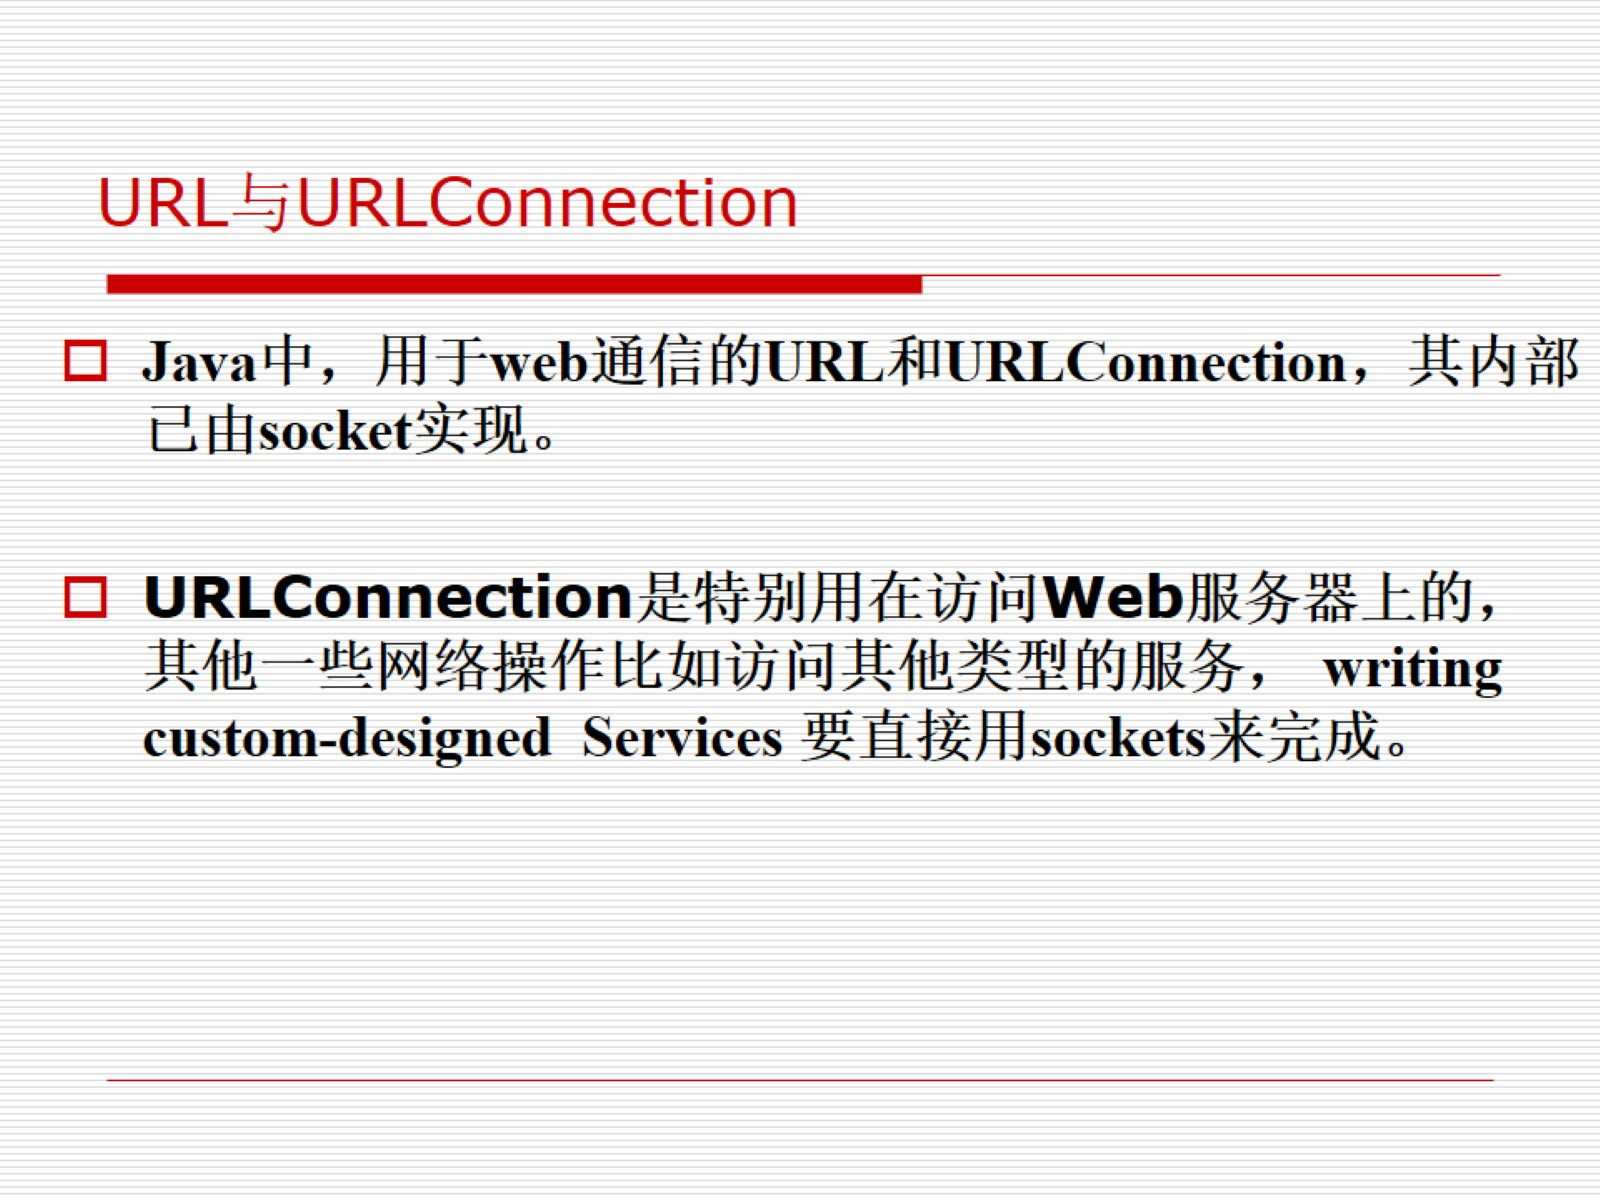 URL与URLConnection
Java中，用于web通信的URL和URLConnection，其内部
已由socket实现。
URLConnection是特别用在访问Web服务器上的，
其他一些网络操作比如访问其他类型的服务， writing
custom-designed  Services 要直接用sockets来完成。